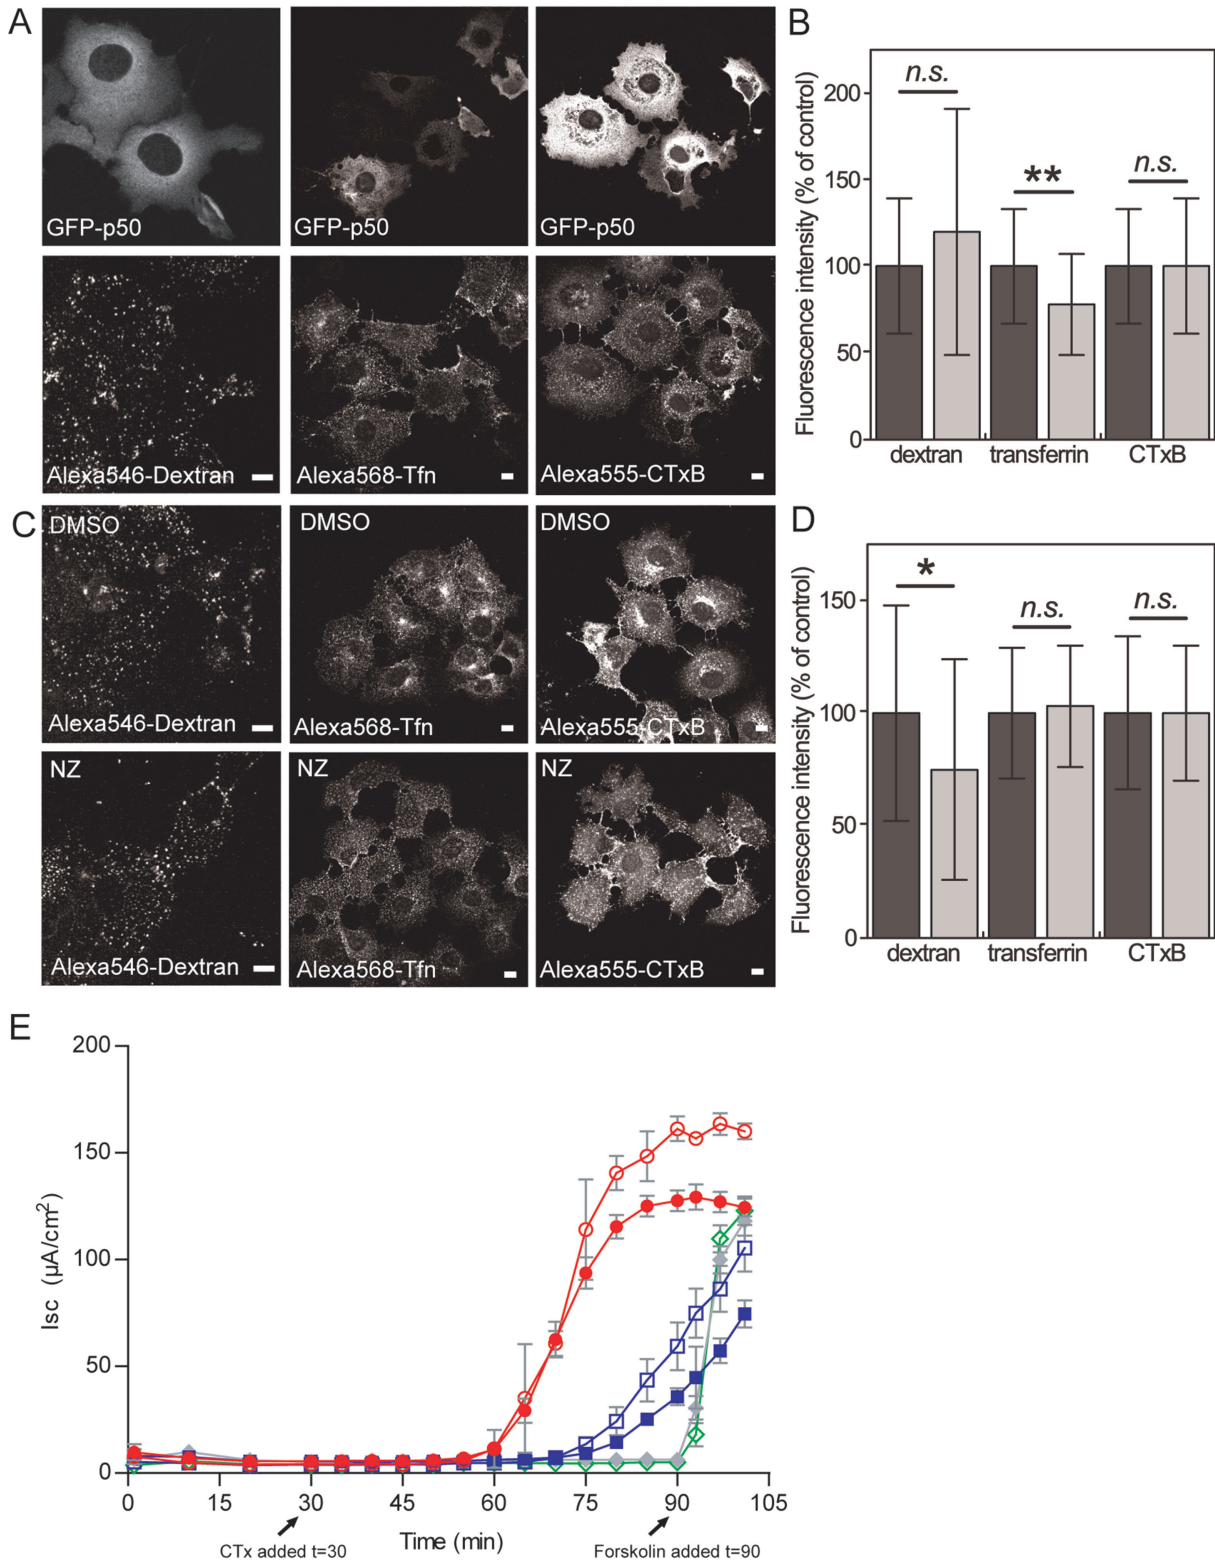 A
GFP-p50
GFP-p50
GFP-p50
Alexa546-Dextran
Alexa568-Tfn
Alexa555-CTxB
B
Fluorescence intensity (% of control)
200
150
100
50
0
n.s.
**
n.s.
dextran
transferrin
CTxB
C
DMSO
DMSO
DMSO
Alexa546-Dextran
Alexa568-Tfn
Alexa555-CTxB
NZ
NZ
NZ
Alexa546-Dextran
Alexa568-Tfn
Alexa555-CTxB
D
Fluorescence intensity (% of control)
150
100
50
0
*
n.s.
n.s.
dextran
transferrin
CTxB
E
Isc (µA/cm²)
200
150
100
50
0
0 15 30 45 60 75 90 105
Time (min)
CTx added t=30
Forskolin added t=90